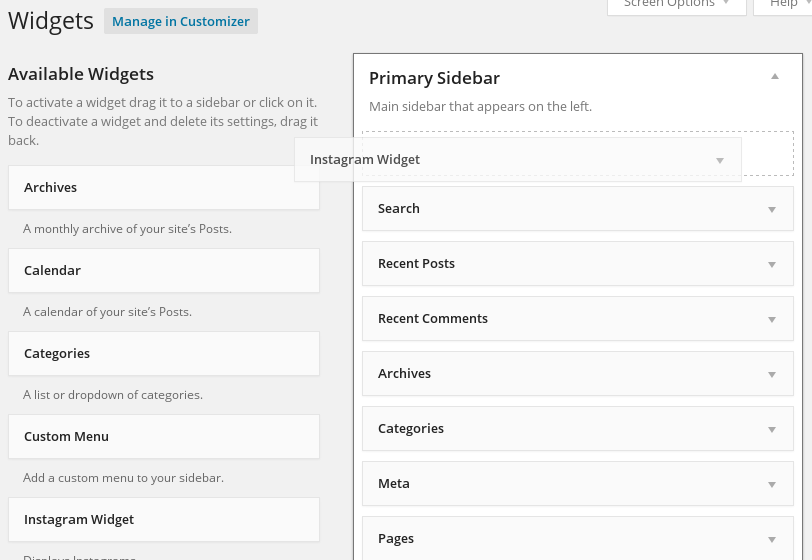 Widgets Manage in Customizer
Screen Options
Help
Available Widgets
To activate a widget drag it to a sidebar or click on it.
To deactivate a widget and delete its settings, drag it
back.
Archives
A monthly archive of your site's Posts.
Calendar
A calendar of your site's Posts.
Categories
A list or dropdown of categories.
Custom Menu
Add a custom menu to your sidebar.
Instagram Widget
Displays Instagrams
Primary Sidebar
Main sidebar that appears on the left.
Instagram Widget
Search
Recent Posts
Recent Comments
Archives
Categories
Meta
Pages